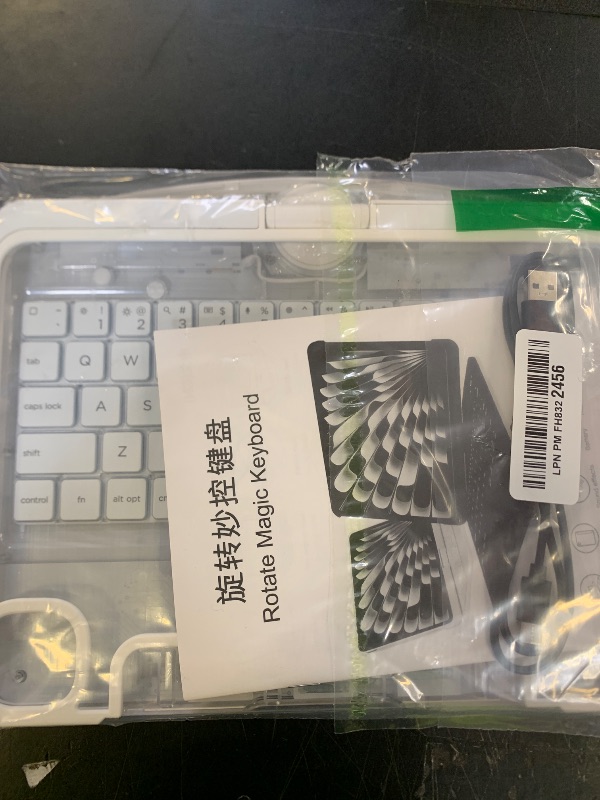 ~
! 1
@ 2
# 3
$
%
^
tab Q W
caps lock A S
shift Z
control fn alt opt
旋转妙控键盘
Rotate Magic Keyboard
LPN PM FH832 2456